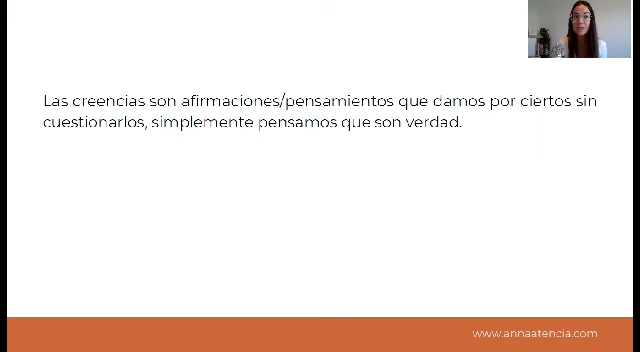 Las creencias son afirmaciones/pensamientos que damos por ciertos sin
cuestionarlos, simplemente pensamos que son verdad.
www.annaatencia.com